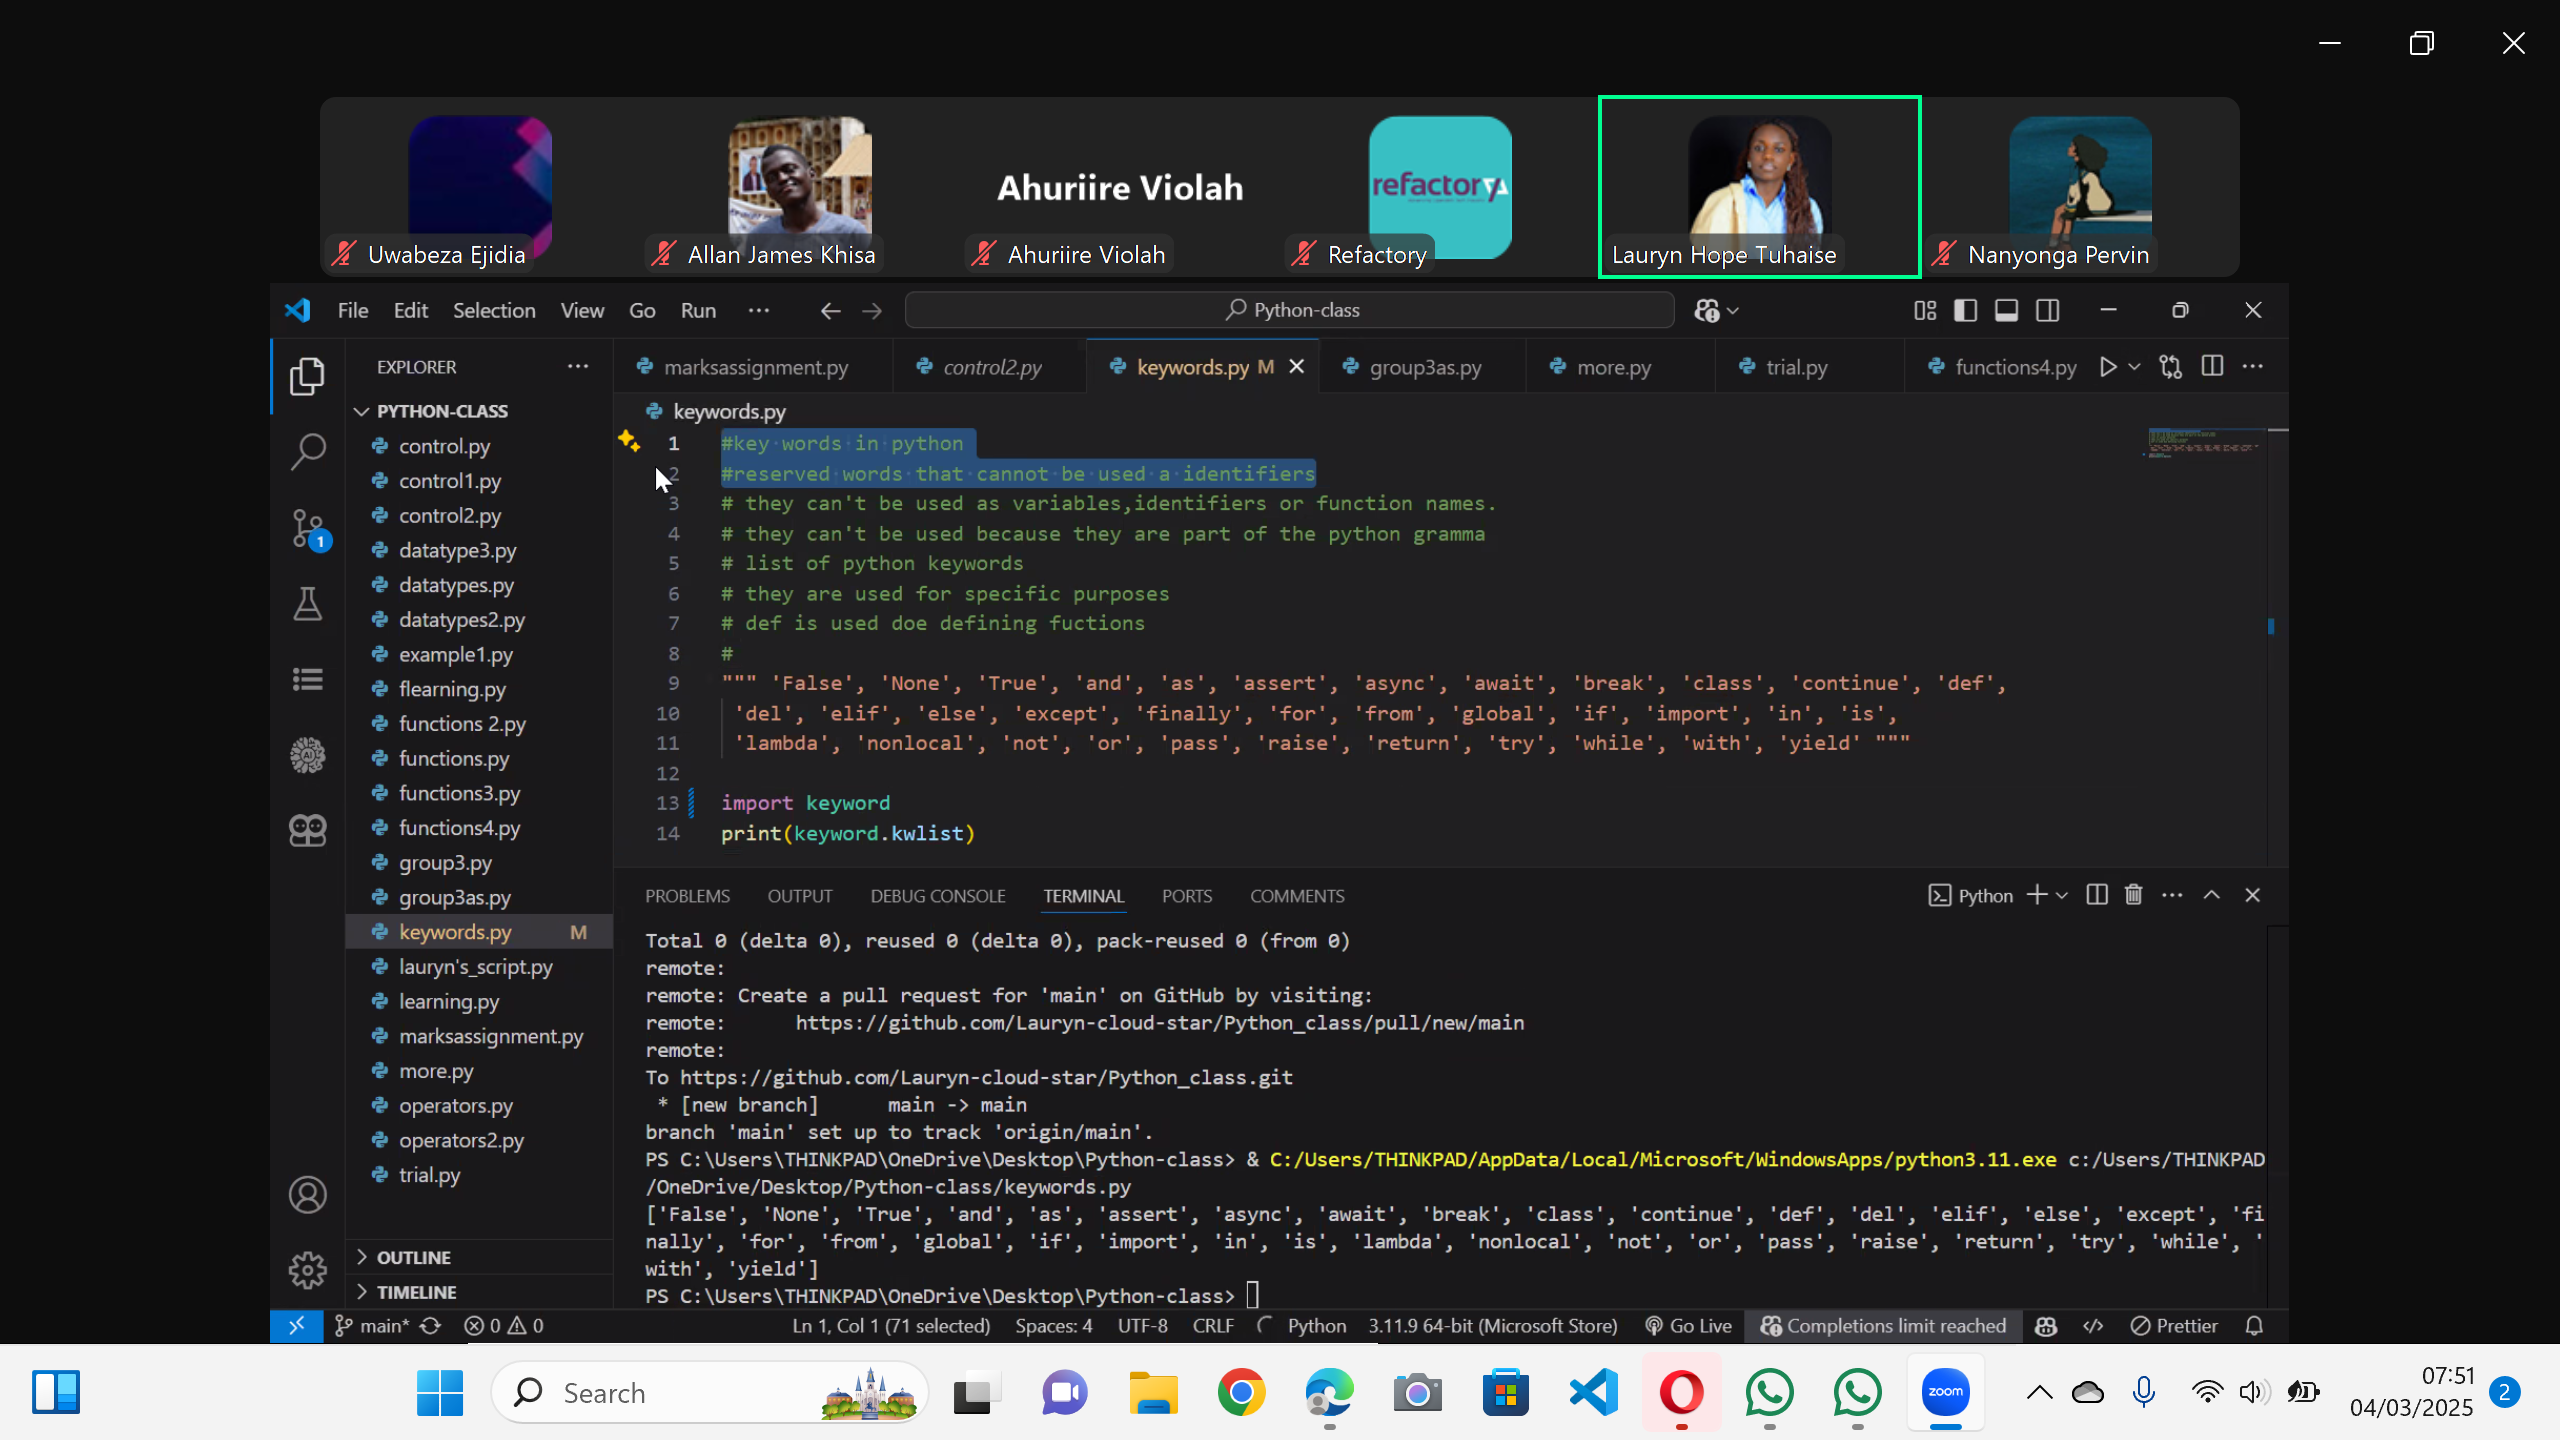 Ahuriire Violah
refactory
Uwabeza Ejidia
Allan James Khisa
Ahuriire Violah
Refactory
Lauryn Hope Tuhaise
Nanyonga Pervin
File Edit Selection View Go Run ... Python-class
EXPLORER ...
marksassignment.py control2.py keywords.py M group3as.py more.py trial.py functions4.py
PYTHON-CLASS
control.py
control1.py
control2.py
datatype3.py
datatypes.py
datatypes2.py
example1.py
flearning.py
functions 2.py
functions.py
functions3.py
functions4.py
group3.py
group3as.py
keywords.py M
lauryn's_script.py
learning.py
marksassignment.py
more.py
operators.py
operators2.py
trial.py
OUTLINE
TIMELINE
1
keywords.py
1 #key words in python
2 #reserved words that cannot be used a identifiers
3 # they can't be used as variables,identifiers or function names.
4 # they can't be used because they are part of the python gramma
5 # list of python keywords
6 # they are used for specific purposes
7 # def is used doe defining fuctions
8 #
9 """ 'False', 'None', 'True', 'and', 'as', 'assert', 'async', 'await', 'break', 'class', 'continue', 'def',
10 'del', 'elif', 'else', 'except', 'finally', 'for', 'from', 'global', 'if', 'import', 'in', 'is',
11 'lambda', 'nonlocal', 'not', 'or', 'pass', 'raise', 'return', 'try', 'while', 'with', 'yield' """
12
13 import keyword
14 print(keyword.kwlist)
PROBLEMS OUTPUT DEBUG CONSOLE TERMINAL PORTS COMMENTS Python
Total 0 (delta 0), reused 0 (delta 0), pack-reused 0 (from 0)
remote:
remote: Create a pull request for 'main' on GitHub by visiting:
remote: https://github.com/Lauryn-cloud-star/Python_class/pull/new/main
remote:
To https://github.com/Lauryn-cloud-star/Python_class.git
* [new branch] main -> main
branch 'main' set up to track 'origin/main'.
PS C:\Users\THINKPAD\OneDrive\Desktop\Python-class> & C:/Users/THINKPAD/AppData/Local/Microsoft/WindowsApps/python3.11.exe c:/Users/THINKPAD
/OneDrive/Desktop/Python-class/keywords.py
['False', 'None', 'True', 'and', 'as', 'assert', 'async', 'await', 'break', 'class', 'continue', 'def', 'del', 'elif', 'else', 'except', 'fi
nally', 'for', 'from', 'global', 'if', 'import', 'in', 'is', 'lambda', 'nonlocal', 'not', 'or', 'pass', 'raise', 'return', 'try', 'while', '
with', 'yield']
PS C:\Users\THINKPAD\OneDrive\Desktop\Python-class>
main* 0 0 Ln 1, Col 1 (71 selected) Spaces: 4 UTF-8 CRLF Python 3.11.9 64-bit (Microsoft Store) Go Live Completions limit reached Prettier
Search
zoom
07:51
04/03/2025
2